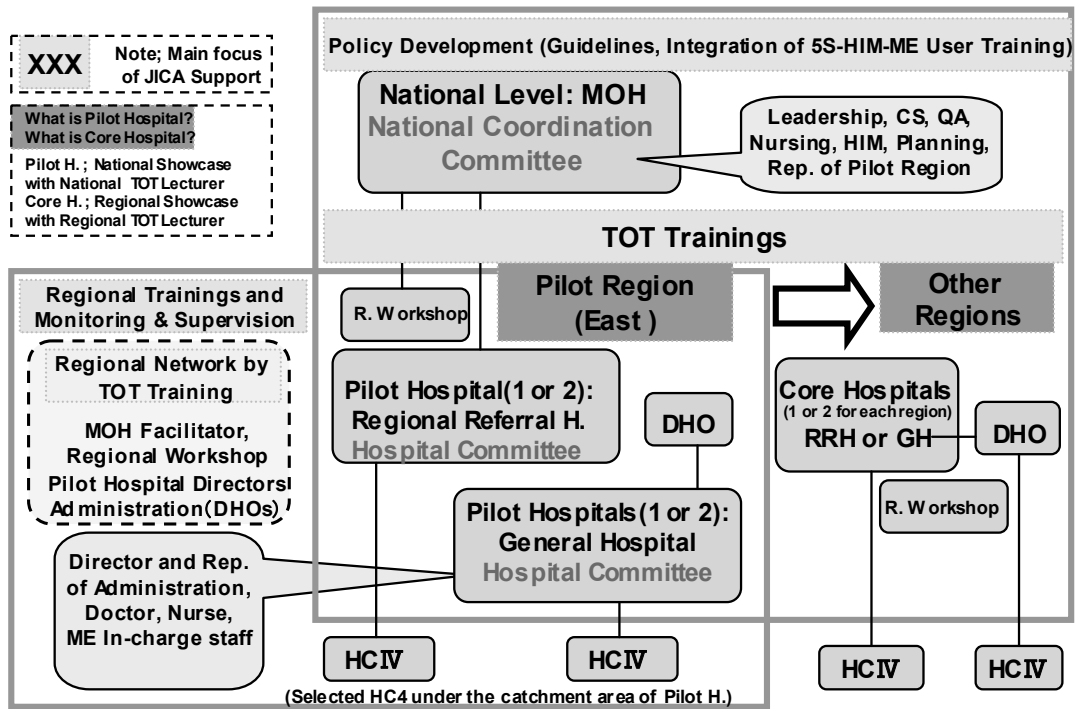 XXX
Note; Main focus
of JICA Support
What is Pilot Hospital?
What is Core Hospital?
Pilot H. ; National Showcase
with National TOT Lecturer
Core H. ; Regional Showcase
with Regional TOT Lecturer
Policy Development (Guidelines, Integration of 5S-HIM-ME User Training)
National Level: MOH
National Coordination
Committee
Leadership, CS, QA,
Nursing, HIM, Planning,
Rep. of Pilot Region
TOT Trainings
Regional Trainings and
Monitoring & Supervision
Regional Network by
TOT Training
MOH Facilitator,
Regional Workshop
Pilot Hospital Directors
Administration(DHOs)
R. Workshop
Pilot Region
(East )
Other
Regions
Pilot Hospital(1 or 2):
Regional Referral H.
Hospital Committee
DHO
Core Hospitals
(1 or 2 for each region)
RRH or GH
DHO
R. Workshop
Pilot Hospitals(1 or 2):
General Hospital
Hospital Committee
Director and Rep.
of Administration,
Doctor, Nurse,
ME In-charge staff
HCⅣ
HCⅣ
HCⅣ
HCⅣ
(Selected HC4 under the catchment area of Pilot H.)